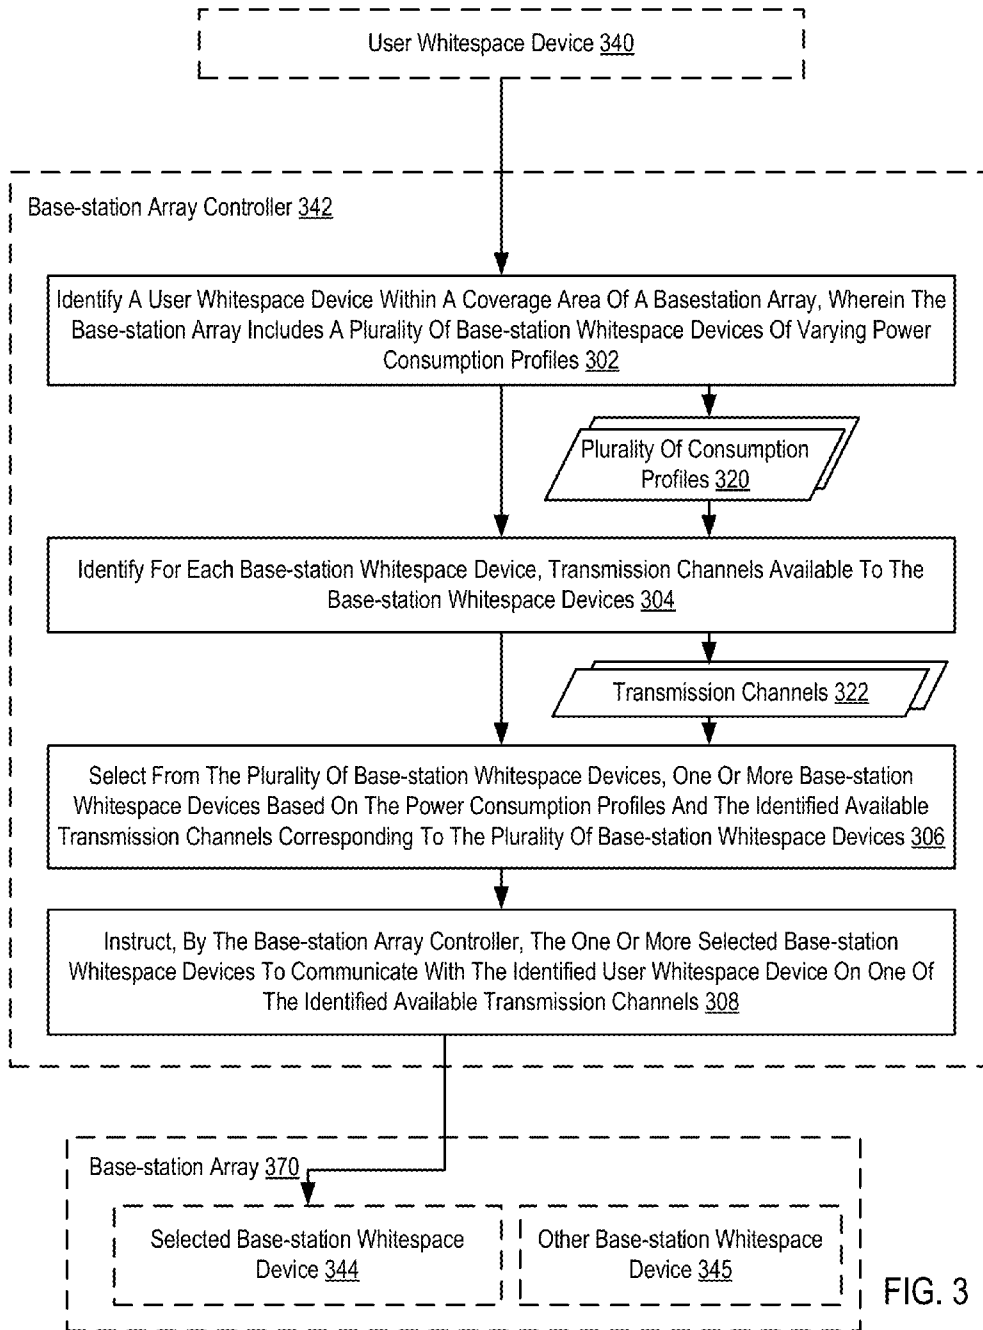 User Whitespace Device 340
Base-station Array Controller 342
Identify A User Whitespace Device Within A Coverage Area Of A Basestation Array, Wherein The
Base-station Array Includes A Plurality Of Base-station Whitespace Devices Of Varying Power
Consumption Profiles 302
Plurality Of Consumption
Profiles 320
Identify For Each Base-station Whitespace Device, Transmission Channels Available To The
Base-station Whitespace Devices 304
Transmission Channels 322
Select From The Plurality Of Base-station Whitespace Devices, One Or More Base-station
Whitespace Devices Based On The Power Consumption Profiles And The Identified Available
Transmission Channels Corresponding To The Plurality Of Base-station Whitespace Devices 306
Instruct, By The Base-station Array Controller, The One Or More Selected Base-station
Whitespace Devices To Communicate With The Identified User Whitespace Device On One Of
The Identified Available Transmission Channels 308
Base-station Array 370
Selected Base-station Whitespace
Device 344
Other Base-station Whitespace
Device 345
FIG. 3